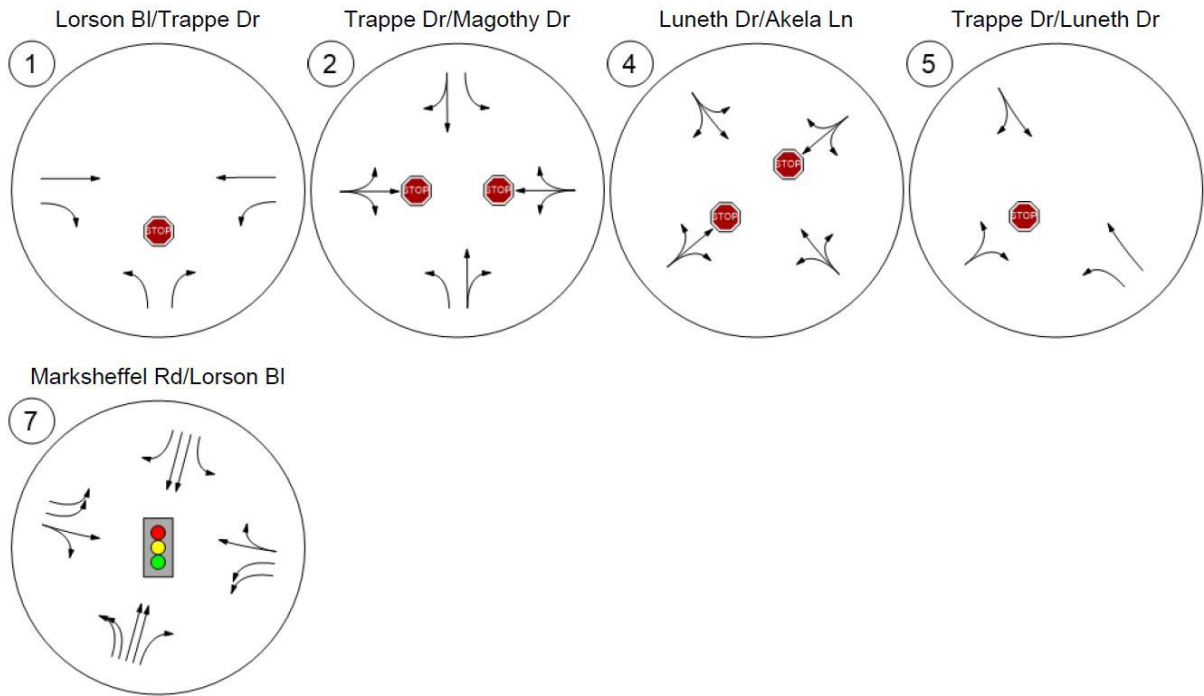 Lorson Bl/Trappe Dr
1
STOP
Trappe Dr/Magothy Dr
2
STOP
STOP
Luneth Dr/Akela Ln
4
STOP
STOP
Trappe Dr/Luneth Dr
5
STOP
Marksheffel Rd/Lorson Bl
7